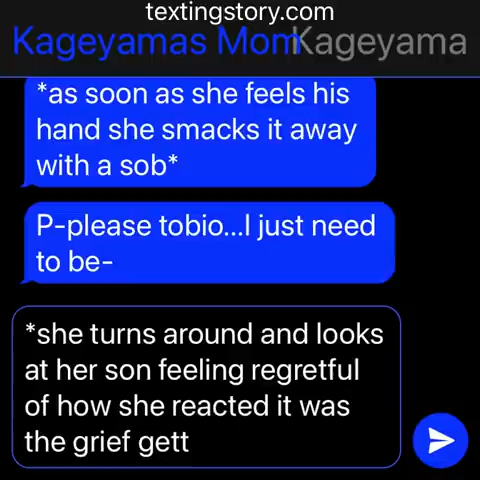 textingstory.com
Kageyamas Mom Kageyama
*as soon as she feels his
hand she smacks it away
with a sob*
P-please tobio...I just need
to be-
*she turns around and looks
at her son feeling regretful
of how she reacted it was
the grief gett